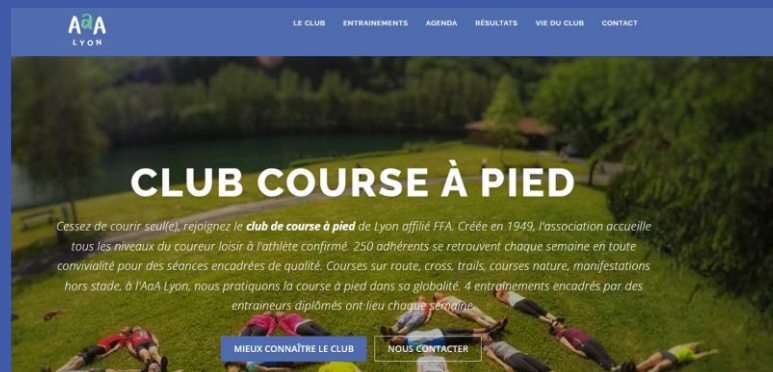 AaA
LYON
LE CLUB ENTRAINEMENTS AGENDA RÉSULTATS VIE DU CLUB CONTACT
CLUB COURSE À PIED
Cessez de courir seul(e), rejoignez le club de course à pied de Lyon affilié FFA. Créée en 1949, l'association accueille
tous les niveaux du coureur loisir à l'athlète confirmé. 250 adhérents se retrouvent chaque semaine en toute
convivialité pour des séances encadrées de qualité. Courses sur route, cross, trails, courses nature, manifestations
hors stade, à l'AaA Lyon, nous pratiquons la course à pied dans sa globalité. 4 entraînements encadrés par des
entraineurs diplômés ont lieu chaque semaine.
MIEUX CONNAÎTRE LE CLUB NOUS CONTACTER